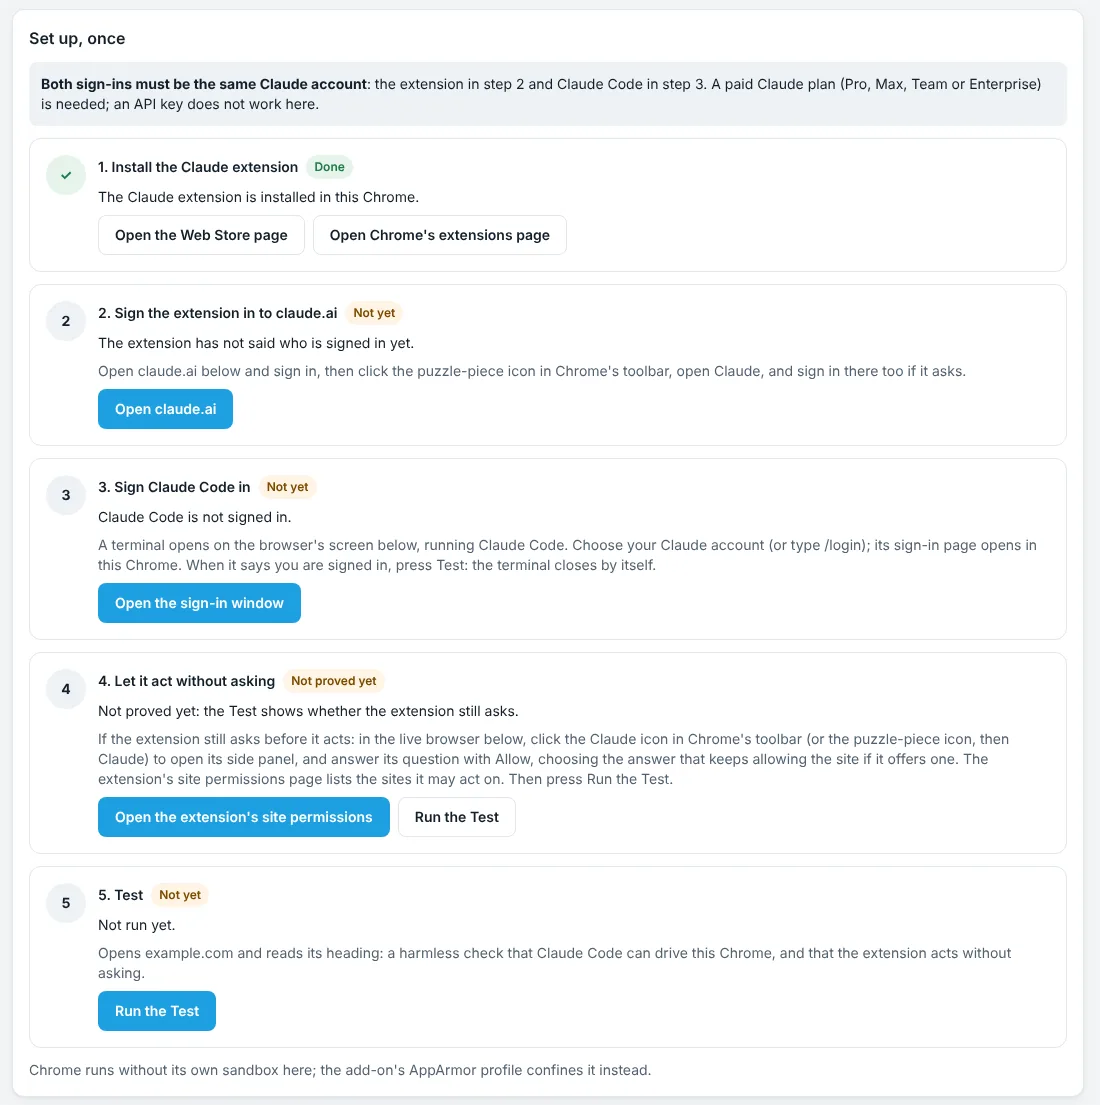 Set up, once
Both sign-ins must be the same Claude account: the extension in step 2 and Claude Code in step 3. A paid Claude plan (Pro, Max, Team or Enterprise)
is needed; an API key does not work here.
1. Install the Claude extension Done
The Claude extension is installed in this Chrome.
Open the Web Store page Open Chrome's extensions page
2
2. Sign the extension in to claude.ai Not yet
The extension has not said who is signed in yet.
Open claude.ai below and sign in, then click the puzzle-piece icon in Chrome's toolbar, open Claude, and sign in there too if it asks.
Open claude.ai
3
3. Sign Claude Code in Not yet
Claude Code is not signed in.
A terminal opens on the browser's screen below, running Claude Code. Choose your Claude account (or type /login); its sign-in page opens in
this Chrome. When it says you are signed in, press Test: the terminal closes by itself.
Open the sign-in window
4
4. Let it act without asking Not proved yet
Not proved yet: the Test shows whether the extension still asks.
If the extension still asks before it acts: in the live browser below, click the Claude icon in Chrome's toolbar (or the puzzle-piece icon, then
Claude) to open its side panel, and answer its question with Allow, choosing the answer that keeps allowing the site if it offers one. The
extension's site permissions page lists the sites it may act on. Then press Run the Test.
Open the extension's site permissions Run the Test
5
5. Test Not yet
Not run yet.
Opens example.com and reads its heading: a harmless check that Claude Code can drive this Chrome, and that the extension acts without
asking.
Run the Test
Chrome runs without its own sandbox here; the add-on's AppArmor profile confines it instead.